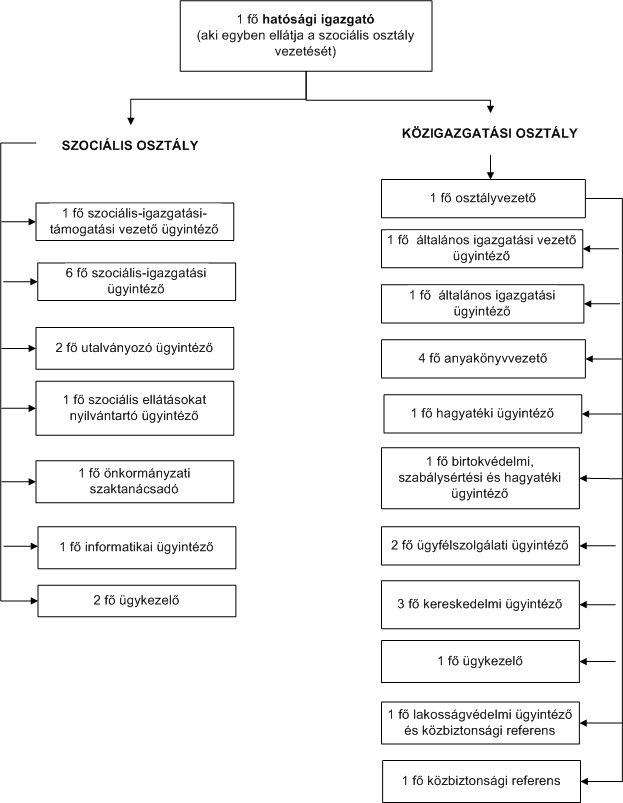 1 fő hatósági igazgató
(aki egyben ellátja a szociális osztály
vezetését)
SZOCIÁLIS OSZTÁLY
1 fő szociális-igazgatási-
támogatási vezető ügyintéző
6 fő szociális-igazgatási
ügyintéző
2 fő utalványozó ügyintéző
1 fő szociális ellátásokat
nyilvántartó ügyintéző
1 fő önkormányzati
szaktanácsadó
1 fő informatikai ügyintéző
2 fő ügykezelő
KÖZIGAZGATÁSI OSZTÁLY
1 fő osztályvezető
1 fő általános igazgatási vezető
ügyintéző
1 fő általános igazgatási
ügyintéző
4 fő anyakönyvvezető
1 fő hagyatéki ügyintéző
1 fő birtokvédelmi,
szabálysértési és hagyatéki
ügyintéző
2 fő ügyfélszolgálati ügyintéző
3 fő kereskedelmi ügyintéző
1 fő ügykezelő
1 fő lakosságvédelmi ügyintéző
és közbiztonsági referens
1 fő közbiztonsági referens